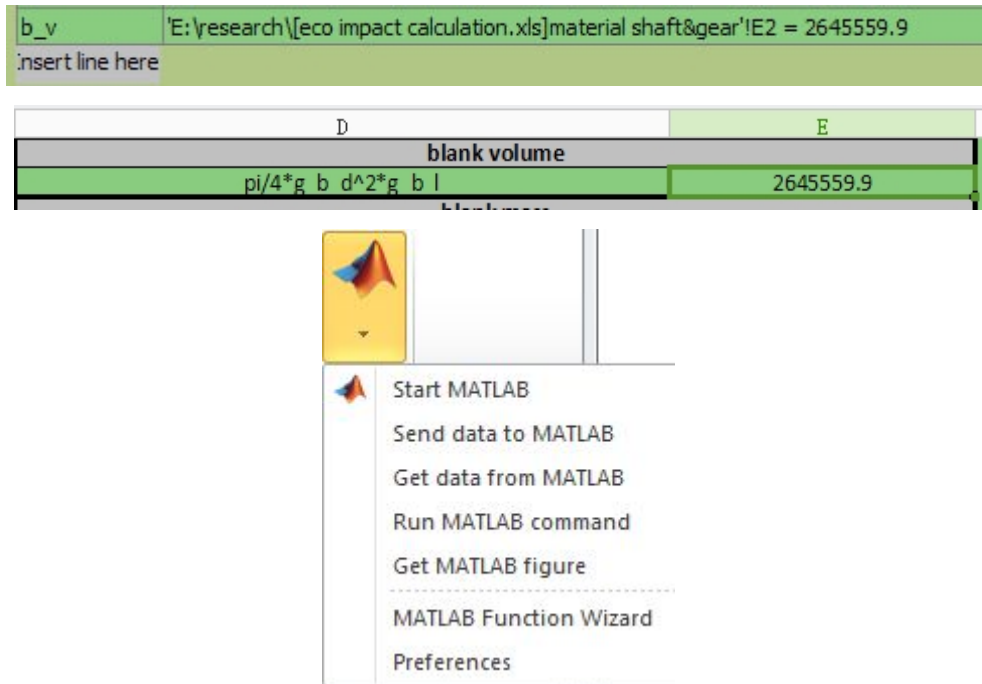 b_v 'E:\research\[eco impact calculation.xls]material shaft&gear'!E2 = 2645559.9
Insert line here
D E
blank volume
pi/4*g_b_d^2*g_b_l 2645559.9
Start MATLAB
Send data to MATLAB
Get data from MATLAB
Run MATLAB command
Get MATLAB figure
MATLAB Function Wizard
Preferences